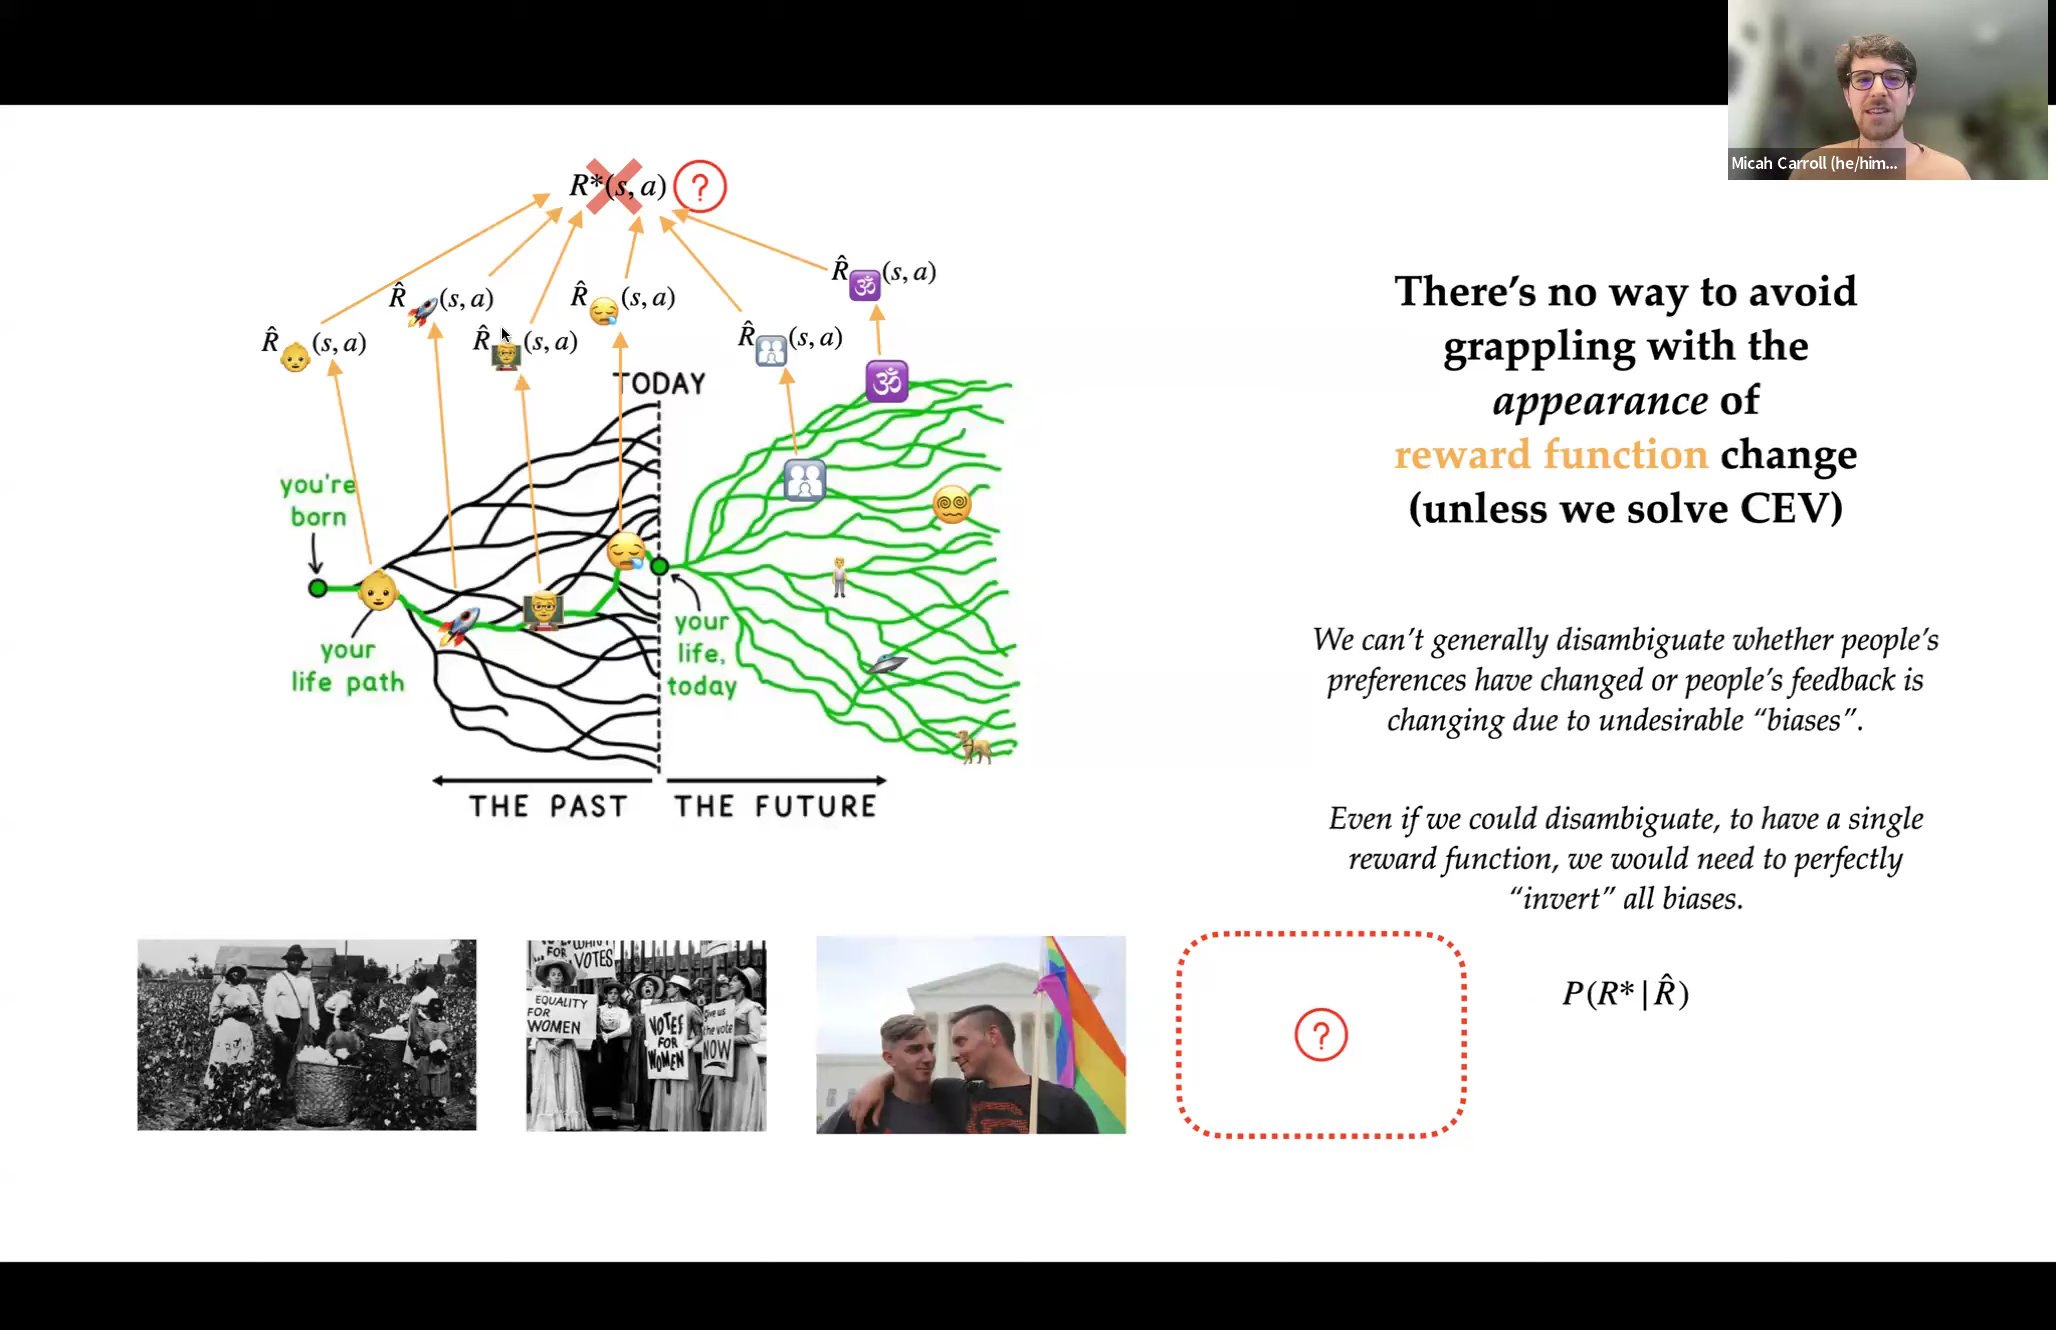 Micah Carroll (he/him...
R*(s, a) ?
R̂🚀(s, a)
R̂😪(s, a)
R̂🕉(s, a)
R̂👶(s, a)
R̂👨‍🏫(s, a)
R̂👥(s, a)
TODAY
you're
born
your
life path
your
life,
today
THE PAST
THE FUTURE
There's no way to avoid
grappling with the
appearance of
reward function change
(unless we solve CEV)
We can't generally disambiguate whether people's
preferences have changed or people's feedback is
changing due to undesirable “biases”.
Even if we could disambiguate, to have a single
reward function, we would need to perfectly
“invert” all biases.
P(R* | R̂)
FOR
VOTES
EQUALITY
FOR
WOMEN
VOTES
FOR
WOMEN
Give us
the vote
NOW
?